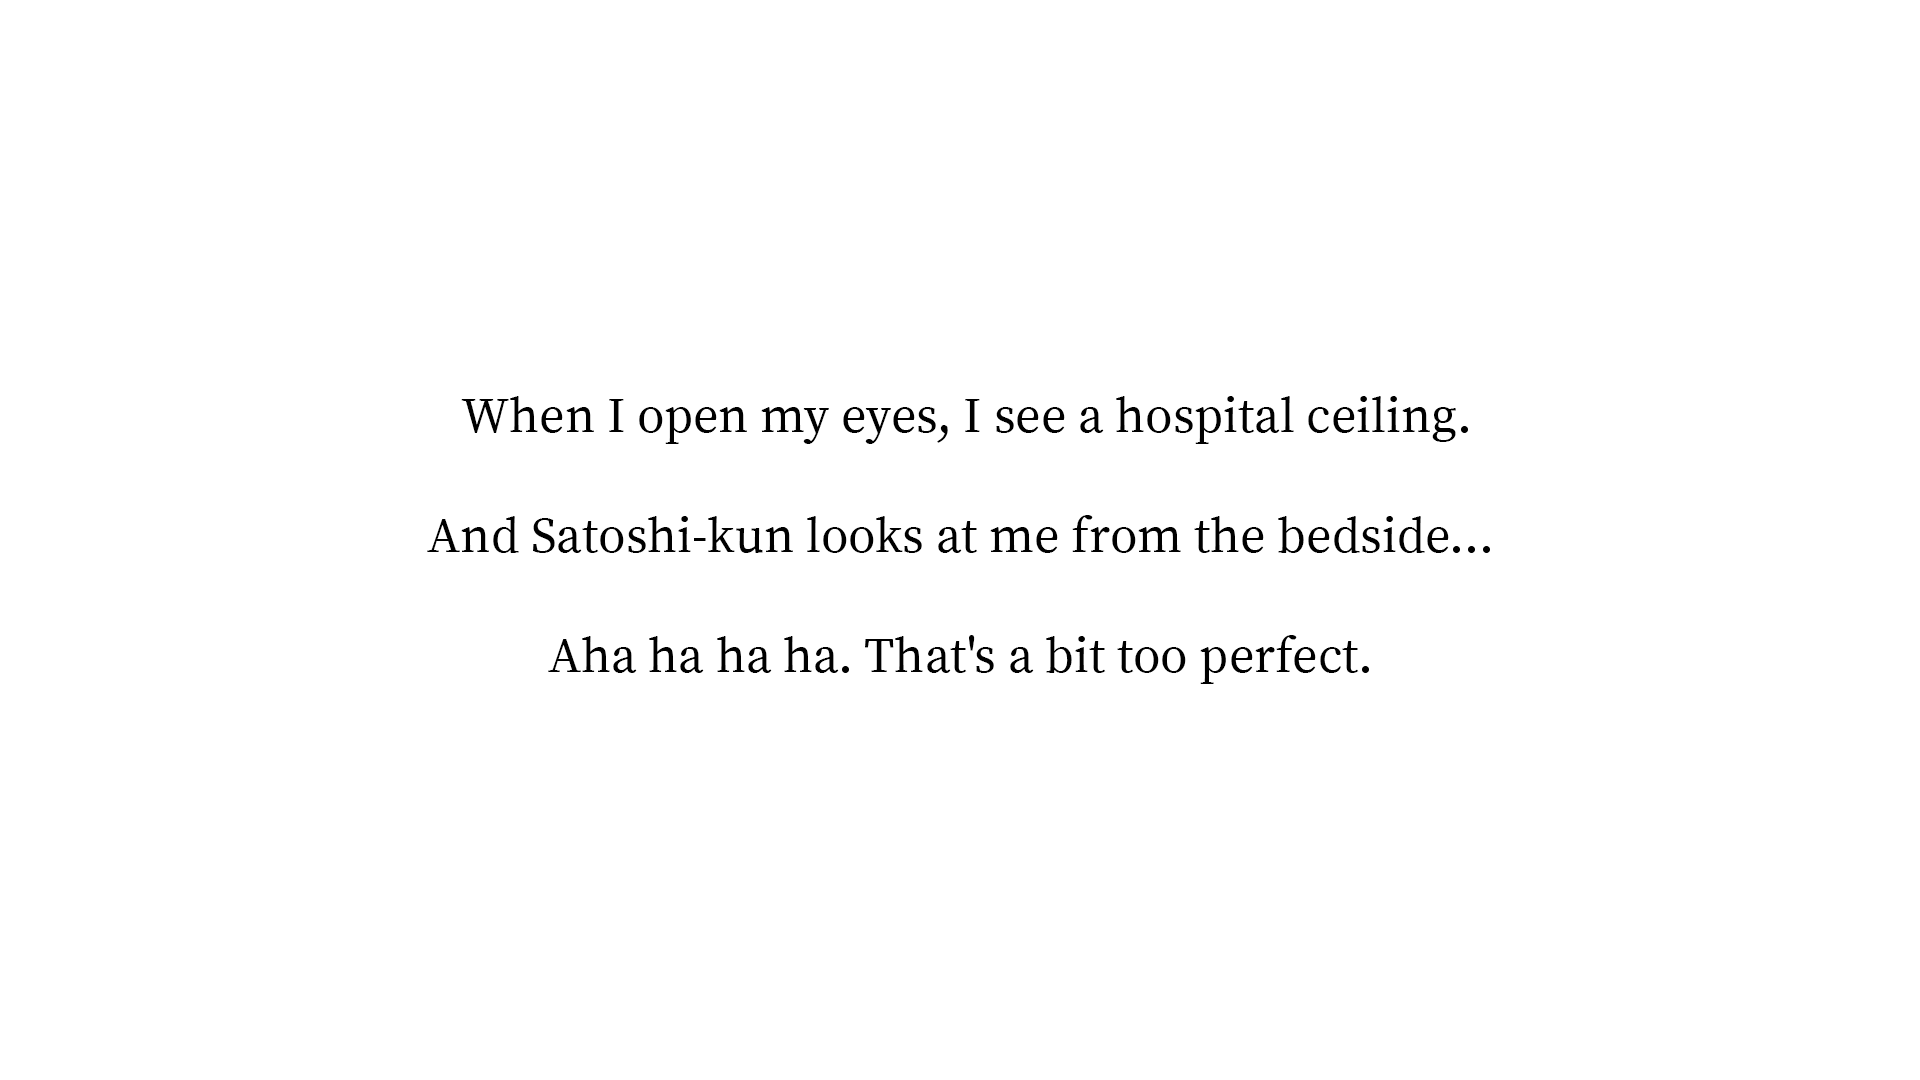 When I open my eyes, I see a hospital ceiling.
And Satoshi-kun looks at me from the bedside...
Aha ha ha ha. That's a bit too perfect.